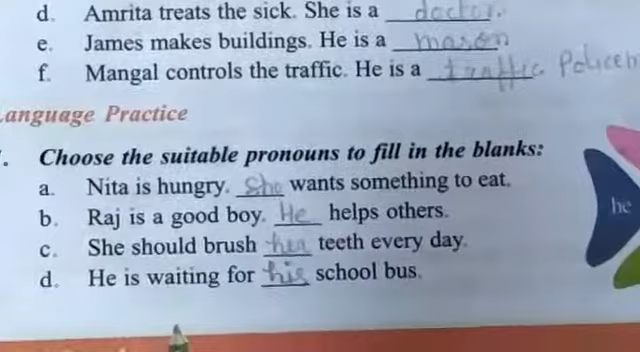 d. Amrita treats the sick. She is a doctor.
e. James makes buildings. He is a mason
f. Mangal controls the traffic. He is a traffic Policem
Language Practice
Choose the suitable pronouns to fill in the blanks:
a. Nita is hungry. She wants something to eat.
b. Raj is a good boy. He helps others.
he
c. She should brush her teeth every day.
d. He is waiting for his school bus.